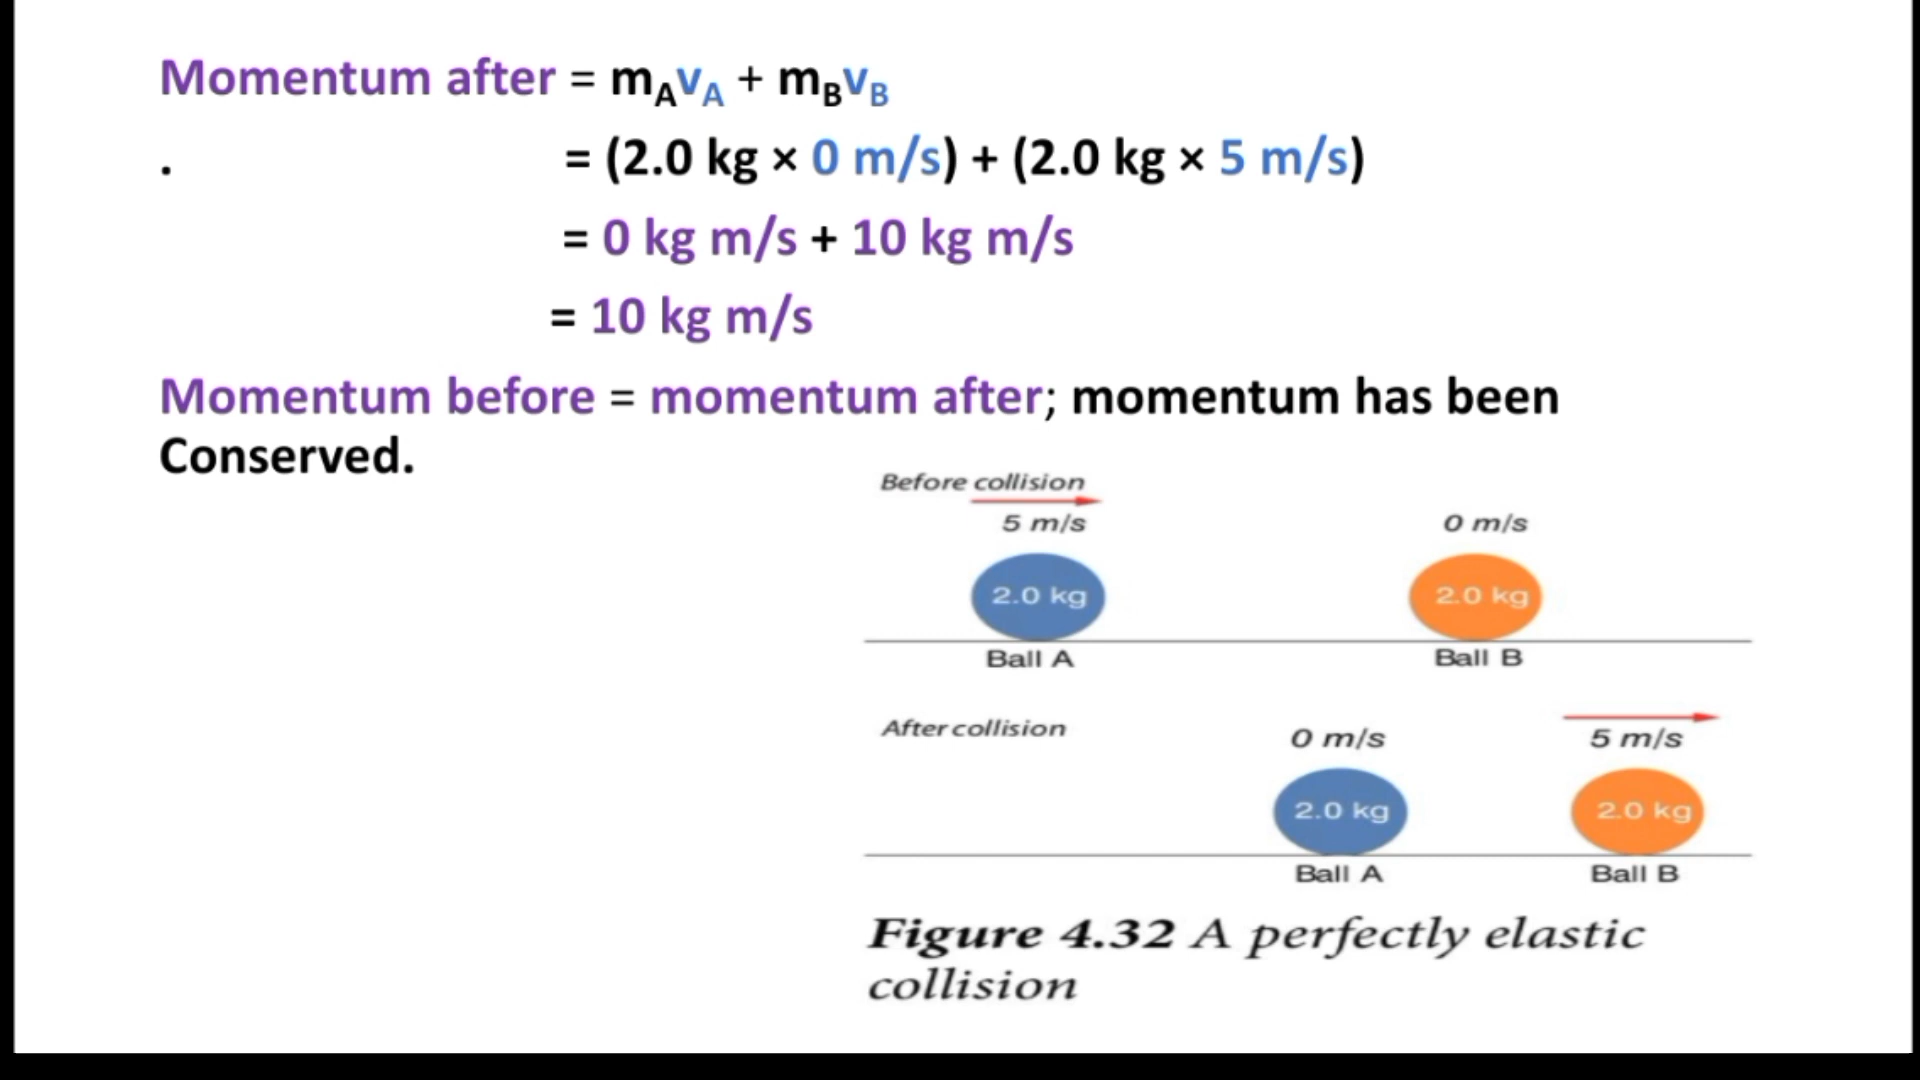 Momentum after = mAvA + mBvB
. = (2.0 kg × 0 m/s) + (2.0 kg × 5 m/s)
= 0 kg m/s + 10 kg m/s
= 10 kg m/s
Momentum before = momentum after; momentum has been
Conserved.
Before collision
5 m/s 0 m/s
2.0 kg 2.0 kg
Ball A Ball B
After collision 0 m/s 5 m/s
2.0 kg 2.0 kg
Ball A Ball B
Figure 4.32 A perfectly elastic
collision